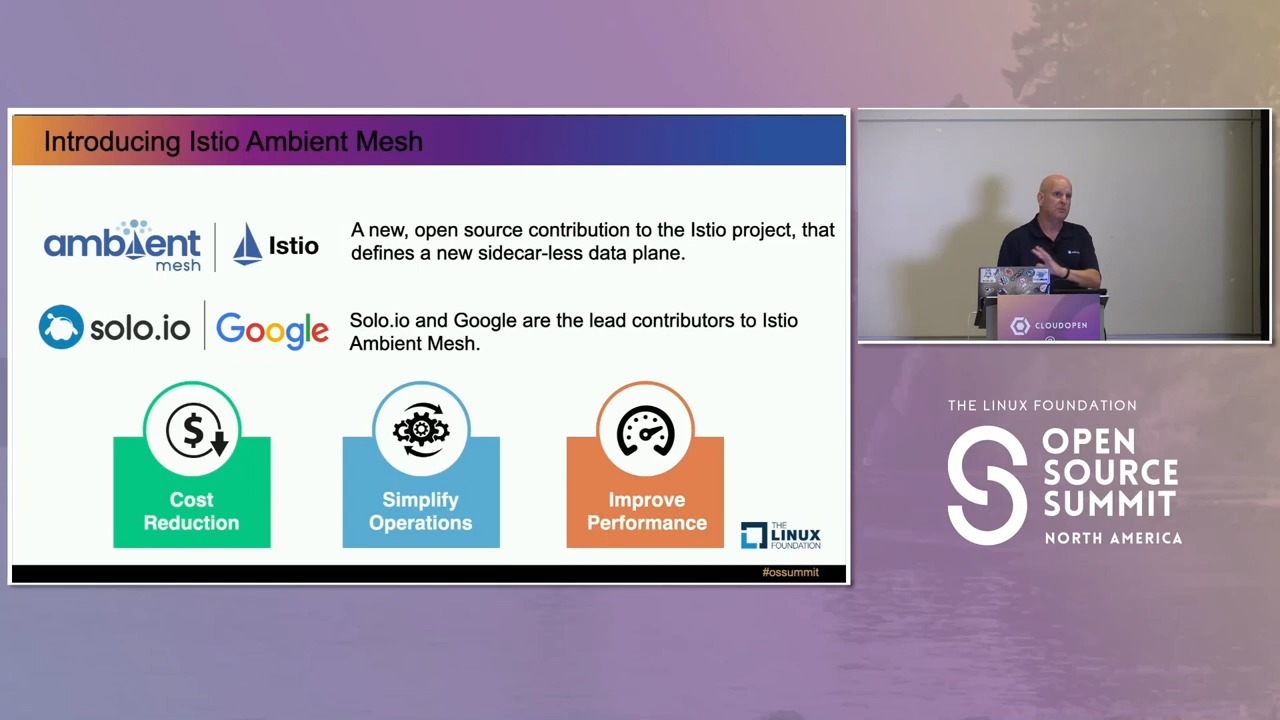 Introducing Istio Ambient Mesh
ambient
mesh
Istio
A new, open source contribution to the Istio project, that
defines a new sidecar-less data plane.
solo.io
Google
Solo.io and Google are the lead contributors to Istio
Ambient Mesh.
$
Cost
Reduction
Simplify
Operations
Improve
Performance
THE
LINUX
FOUNDATION
#ossummit
CLOUDOPEN
THE LINUX FOUNDATION
OPEN
SOURCE
SUMMIT
NORTH AMERICA